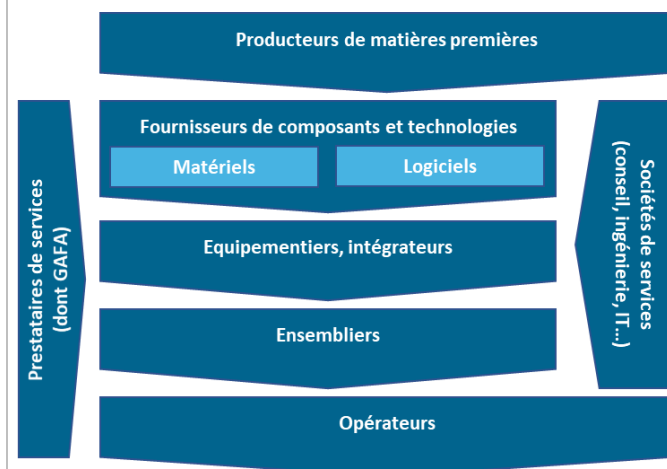 Producteurs de matières premières
Fournisseurs de composants et technologies
Matériels
Logiciels
Equipementiers, intégrateurs
Ensembliers
Opérateurs
Prestataires de services
(dont GAFA)
Sociétés de services
(conseil, ingénierie, IT...)